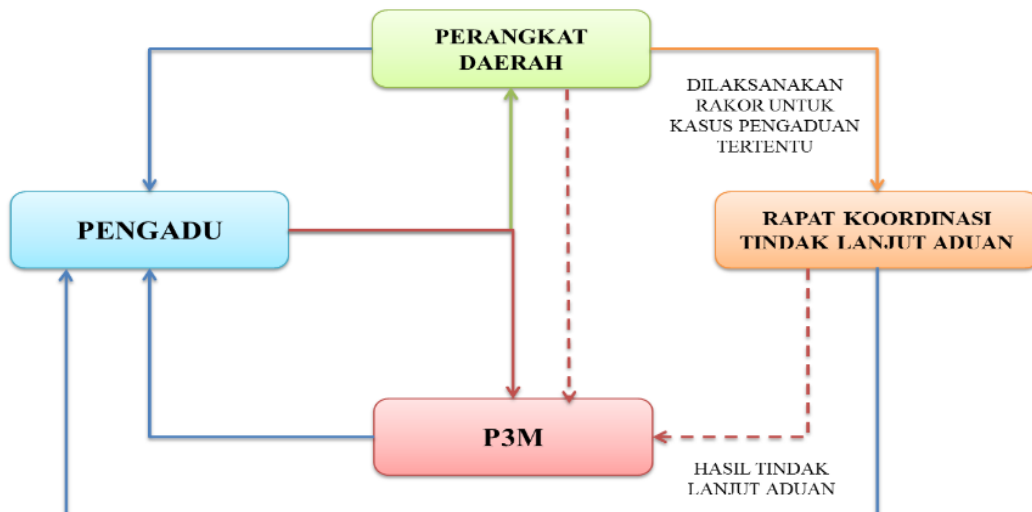 PERANGKAT
DAERAH
DILAKSANAKAN
RAKOR UNTUK
KASUS PENGADUAN
TERTENTU
PENGADU
RAPAT KOORDINASI
TINDAK LANJUT ADUAN
P3M
HASIL TINDAK
LANJUT ADUAN